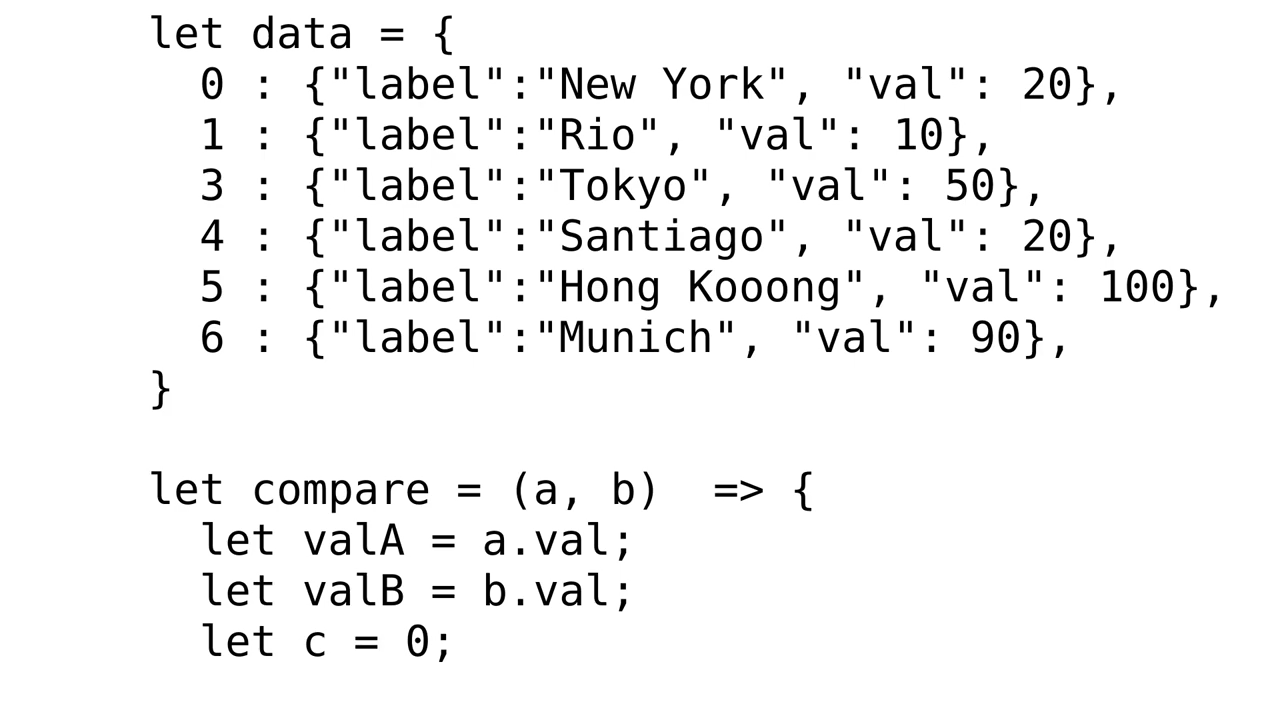 let data = {
  0 : {"label":"New York", "val": 20},
  1 : {"label":"Rio", "val": 10},
  3 : {"label":"Tokyo", "val": 50},
  4 : {"label":"Santiago", "val": 20},
  5 : {"label":"Hong Kooong", "val": 100},
  6 : {"label":"Munich", "val": 90},
}

let compare = (a, b)  => {
  let valA = a.val;
  let valB = b.val;
  let c = 0;